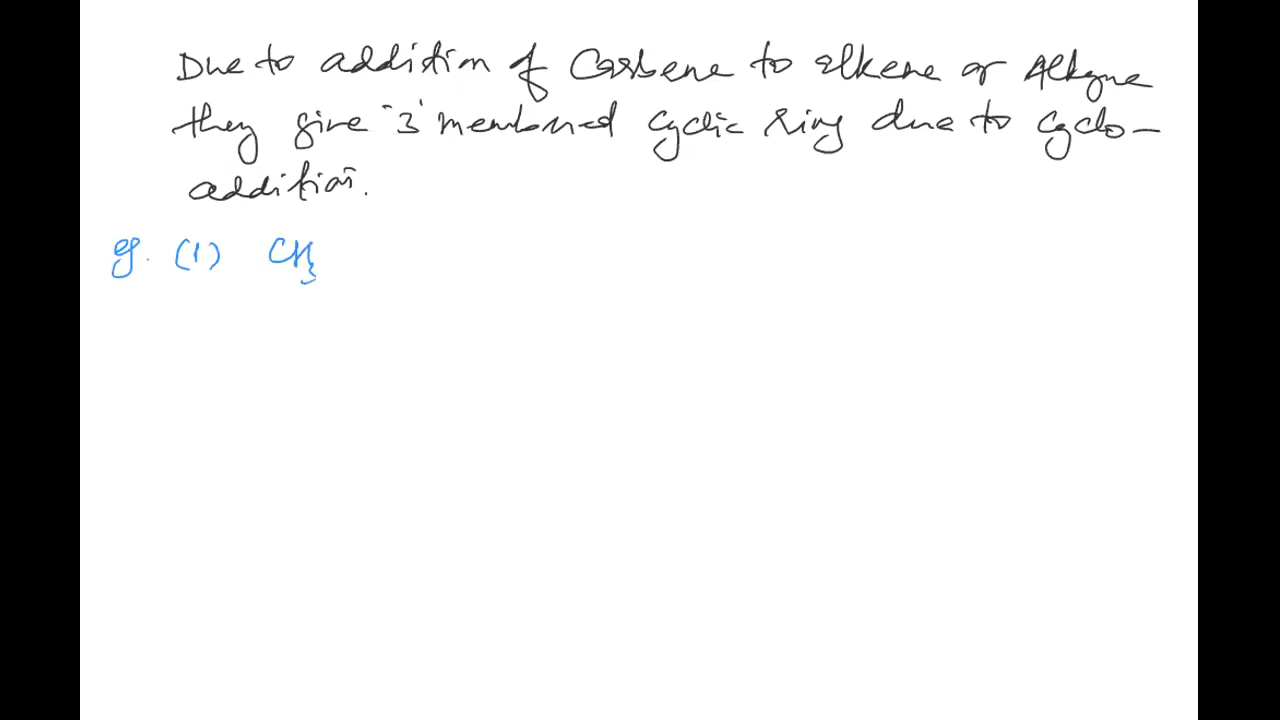 Due to addition of Carbene to alkene or Alkyne
they give "3" membered cyclic ring due to cyclo-
addition.
eg. (1) CH3